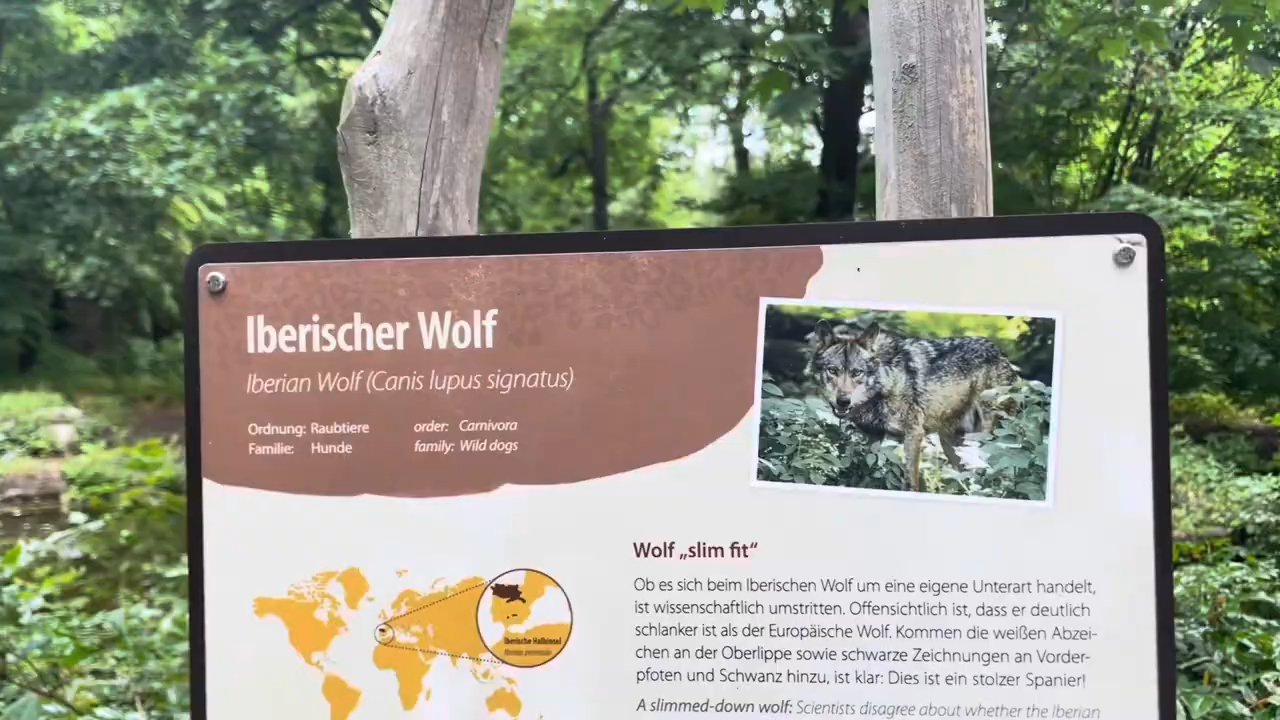 Iberischer Wolf
Iberian Wolf (Canis lupus signatus)
Ordnung: Raubtiere order: Carnivora
Familie: Hunde family: Wild dogs
Iberische Halbinsel
Wolf „slim fit“
Ob es sich beim Iberischen Wolf um eine eigene Unterart handelt,
ist wissenschaftlich umstritten. Offensichtlich ist, dass er deutlich
schlanker ist als der Europäische Wolf. Kommen die weißen Abzei-
chen an der Oberlippe sowie schwarze Zeichnungen an Vorder-
pfoten und Schwanz hinzu, ist klar: Dies ist ein stolzer Spanier!
A slimmed-down wolf: Scientists disagree about whether the Iberian